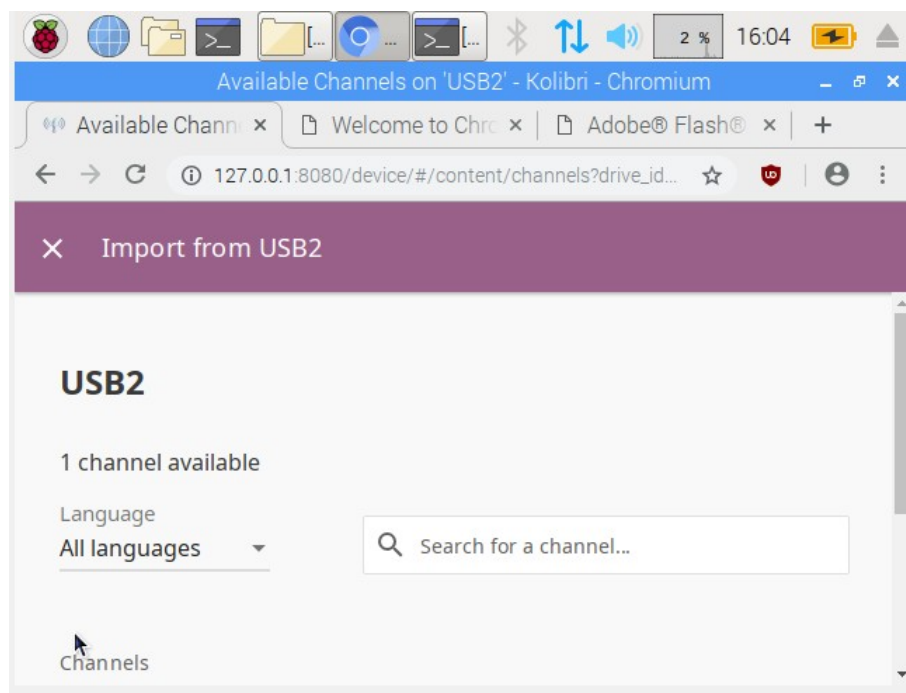 [... ... [... 2 % 16:04
Available Channels on 'USB2' - Kolibri - Chromium
Available Chann Welcome to Chro Adobe® Flash®
127.0.0.1:8080/device/#/content/channels?drive_id...
Import from USB2
USB2
1 channel available
Language
All languages
Search for a channel...
Channels